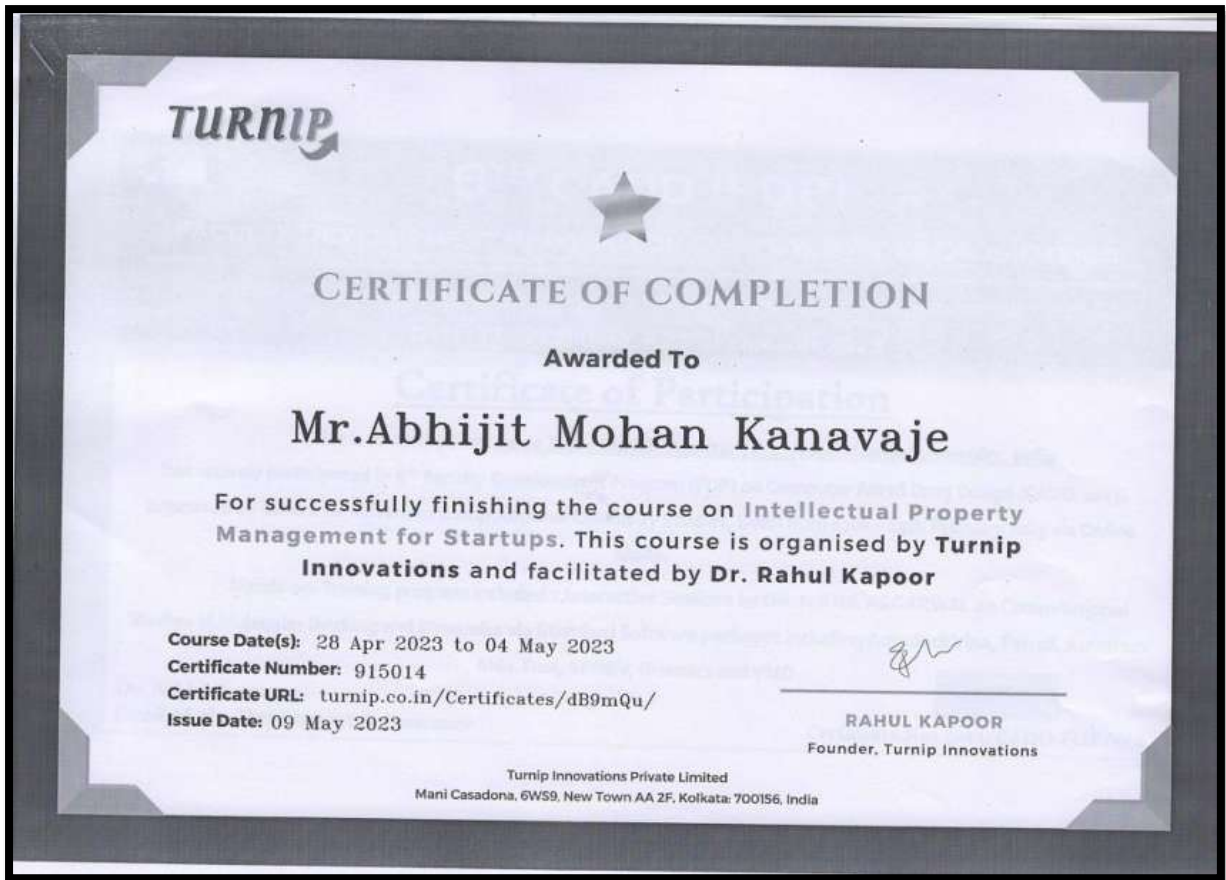 TURNIP
CERTIFICATE OF COMPLETION
Awarded To
Certificate of Participation
Mr.Abhijit Mohan Kanavaje
For successfully finishing the course on Intellectual Property
Management for Startups. This course is organised by Turnip
Innovations and facilitated by Dr. Rahul Kapoor
Course Date(s): 28 Apr 2023 to 04 May 2023
Certificate Number: 915014
Certificate URL: turnip.co.in/Certificates/dB9mQu/
Issue Date: 09 May 2023
RAHUL KAPOOR
Founder, Turnip Innovations
Turnip Innovations Private Limited
Mani Casadona, 6WS9, New Town AA 2F, Kolkata: 700156, India